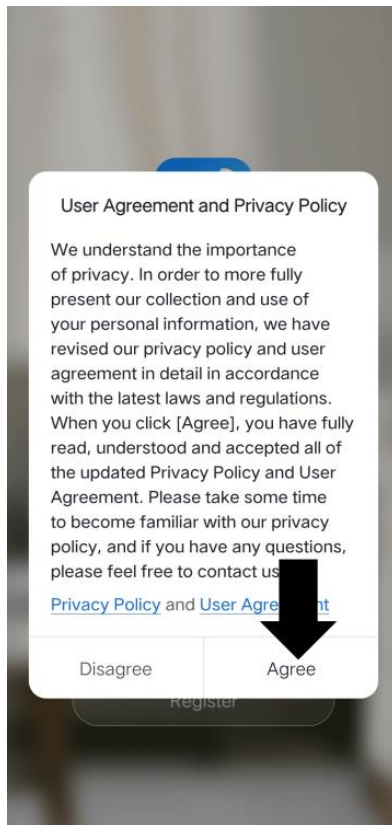 User Agreement and Privacy Policy
We understand the importance
of privacy. In order to more fully
present our collection and use of
your personal information, we have
revised our privacy policy and user
agreement in detail in accordance
with the latest laws and regulations.
When you click [Agree], you have fully
read, understood and accepted all of
the updated Privacy Policy and User
Agreement. Please take some time
to become familiar with our privacy
policy, and if you have any questions,
please feel free to contact us
Privacy Policy and User
Disagree
Agree
Register